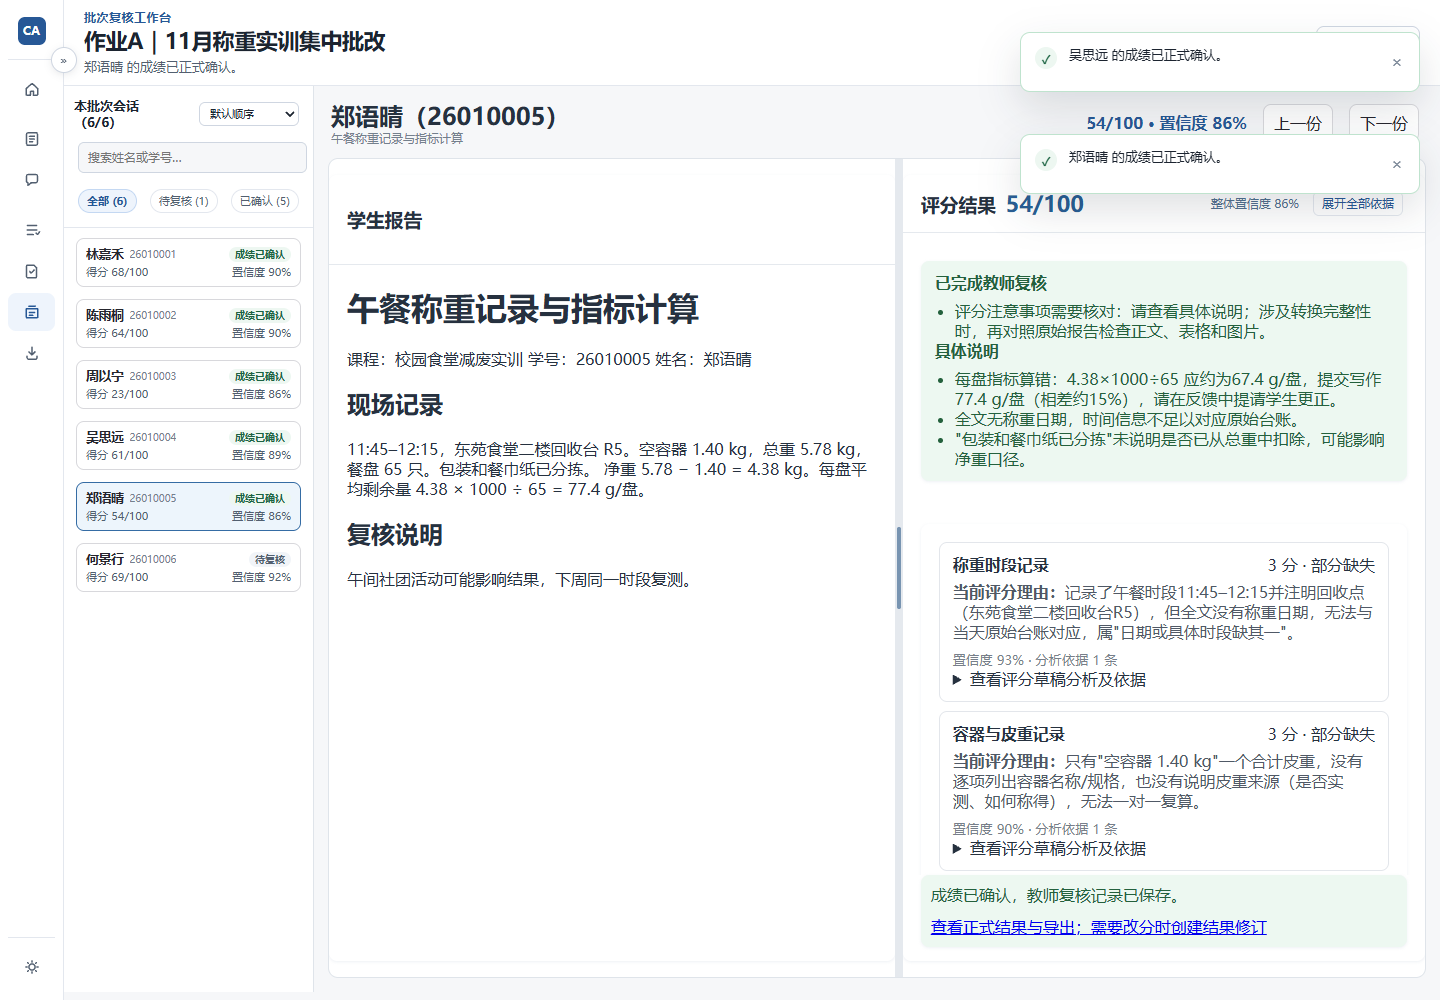 CA
»
批次复核工作台
作业A｜11月称重实训集中批改
郑语晴 的成绩已正式确认。
吴思远 的成绩已正式确认。
×
郑语晴 的成绩已正式确认。
×
本批次会话
（6/6）
默认顺序
搜索姓名或学号...
全部 (6)
待复核 (1)
已确认 (5)
林嘉禾 26010001 成绩已确认
得分 68/100 置信度 90%
陈雨桐 26010002 成绩已确认
得分 64/100 置信度 90%
周以宁 26010003 成绩已确认
得分 23/100 置信度 86%
吴思远 26010004 成绩已确认
得分 61/100 置信度 89%
郑语晴 26010005 成绩已确认
得分 54/100 置信度 86%
何景行 26010006 待复核
得分 69/100 置信度 92%
郑语晴（26010005）
午餐称重记录与指标计算
54/100 • 置信度 86%
上一份
下一份
学生报告
午餐称重记录与指标计算
课程：校园食堂减废实训 学号：26010005 姓名：郑语晴
现场记录
11:45–12:15，东苑食堂二楼回收台 R5。空容器 1.40 kg，总重 5.78 kg，
餐盘 65 只。包装和餐巾纸已分拣。 净重 5.78 − 1.40 = 4.38 kg。每盘平
均剩余量 4.38 × 1000 ÷ 65 = 77.4 g/盘。
复核说明
午间社团活动可能影响结果，下周同一时段复测。
评分结果 54/100
整体置信度 86%
展开全部依据
已完成教师复核
• 评分注意事项需要核对：请查看具体说明；涉及转换完整性
时，再对照原始报告检查正文、表格和图片。
具体说明
• 每盘指标算错：4.38×1000÷65 应约为67.4 g/盘，提交写作
77.4 g/盘（相差约15%），请在反馈中提请学生更正。
• 全文无称重日期，时间信息不足以对应原始台账。
• "包装和餐巾纸已分拣"未说明是否已从总重中扣除，可能影响
净重口径。
称重时段记录 3 分 · 部分缺失
当前评分理由：记录了午餐时段11:45–12:15并注明回收点
（东苑食堂二楼回收台R5），但全文没有称重日期，无法与
当天原始台账对应，属"日期或具体时段缺其一"。
置信度 93% · 分析依据 1 条
▶ 查看评分草稿分析及依据
容器与皮重记录 3 分 · 部分缺失
当前评分理由：只有"空容器 1.40 kg"一个合计皮重，没有
逐项列出容器名称/规格，也没有说明皮重来源（是否实
测、如何称得），无法一对一复算。
置信度 90% · 分析依据 1 条
▶ 查看评分草稿分析及依据
成绩已确认，教师复核记录已保存。
查看正式结果与导出；需要改分时创建结果修订